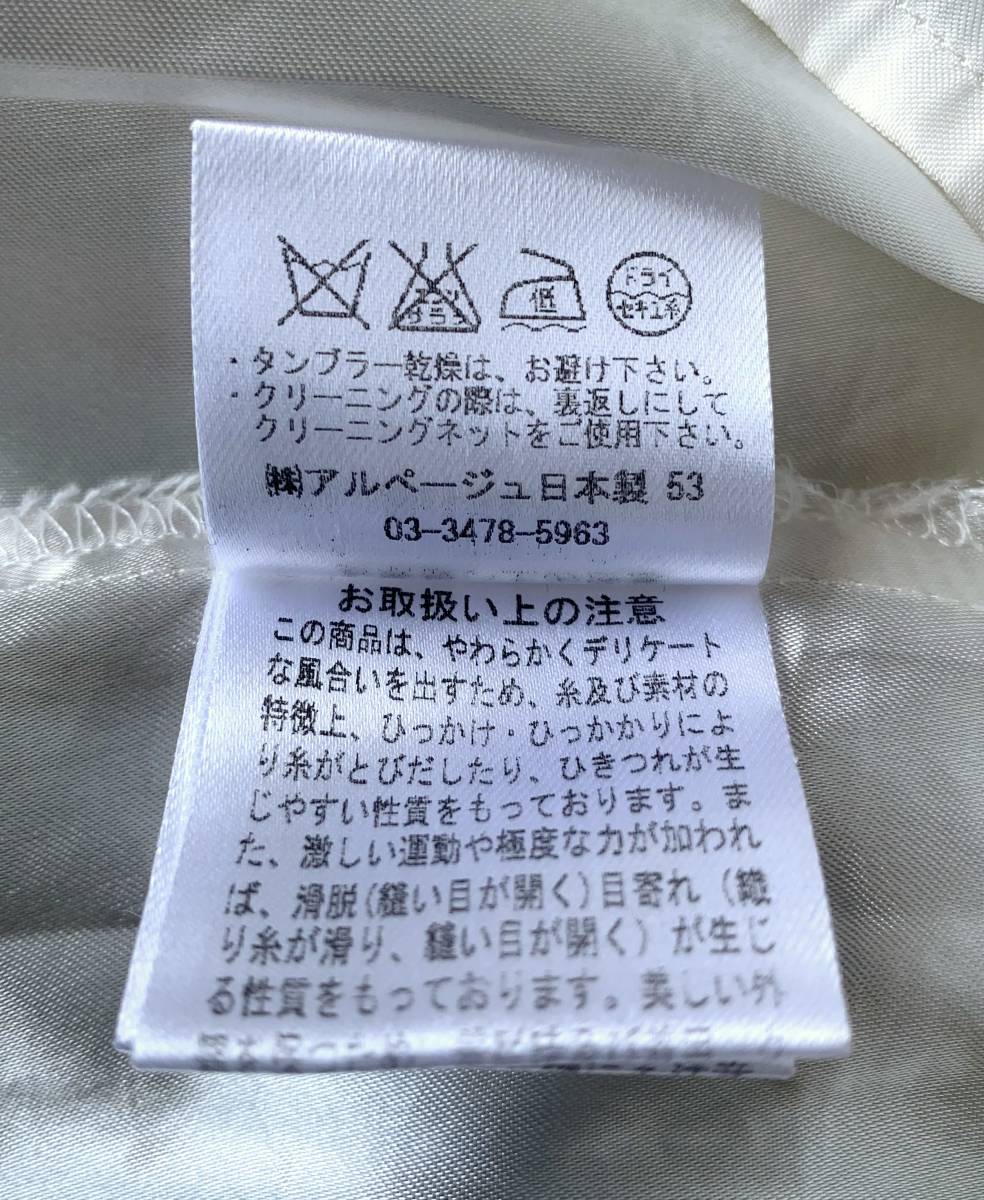 エンソ
サラシ
低
ドライ
セキユ系
・タンブラー乾燥は、お避け下さい。
・クリーニングの際は、裏返しにして
クリーニングネットをご使用下さい。
㈱アルページュ日本製 53
03-3478-5963
お取扱い上の注意
この商品は、やわらかくデリケート
な風合いを出すため、糸及び素材の
特徴上、ひっかけ・ひっかかりによ
り糸がとびだしたり、ひきつれが生
じやすい性質をもっております。ま
た、激しい運動や極度な力が加われ
ば、滑脱(縫い目が開く)目寄れ(織
り糸が滑り、縫い目が開く)が生じ
る性質をもっております。美しい外